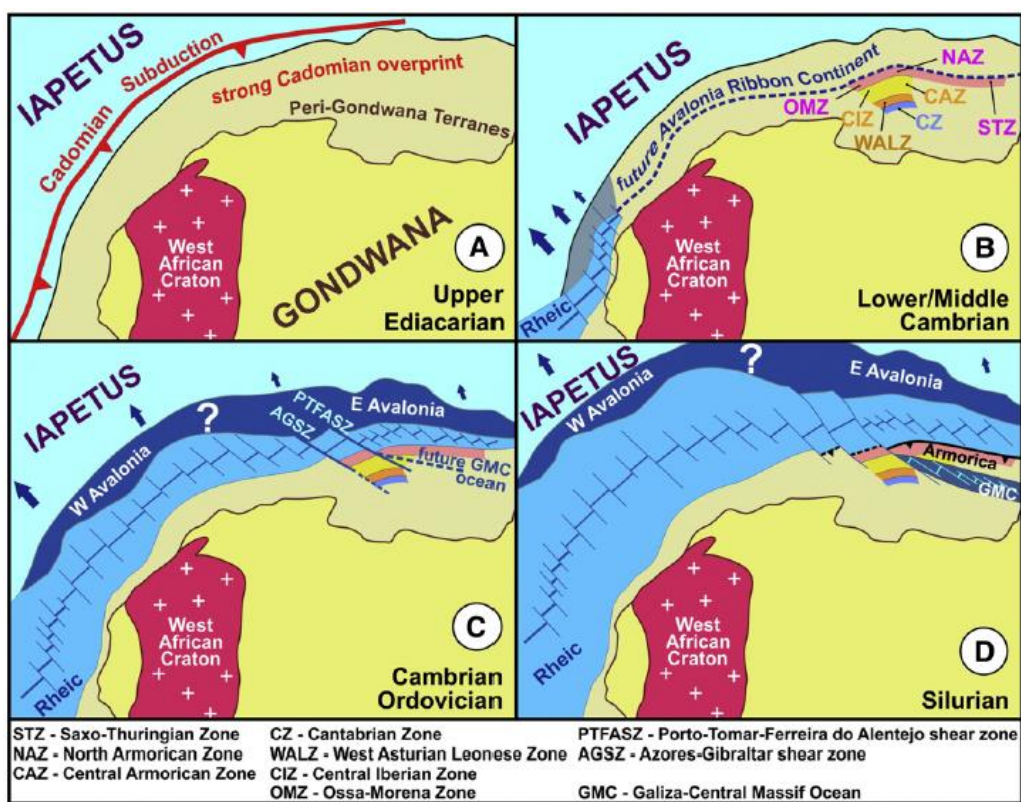 IAPETUS
Cadomian Subduction
strong Cadomian overprint
Peri-Gondwana Terranes
West
African
Craton
GONDWANA
A
Upper
Ediacarian
IAPETUS
future Avalonia Ribbon Continent
NAZ
OMZ
CAZ
CIZ
WALZ
CZ
STZ
West
African
Craton
Rheic
B
Lower/Middle
Cambrian
IAPETUS
W Avalonia
?
PTFASZ
AGSZ
E Avalonia
future GMC
ocean
West
African
Craton
Rheic
C
Cambrian
Ordovician
IAPETUS
W Avalonia
?
E Avalonia
Armorica
GMC
West
African
Craton
Rheic
D
Silurian
STZ - Saxo-Thuringian Zone
NAZ - North Armorican Zone
CAZ - Central Armorican Zone
CZ - Cantabrian Zone
WALZ - West Asturian Leonese Zone
CIZ - Central Iberian Zone
OMZ - Ossa-Morena Zone
PTFASZ - Porto-Tomar-Ferreira do Alentejo shear zone
AGSZ - Azores-Gibraltar shear zone
GMC - Galiza-Central Massif Ocean